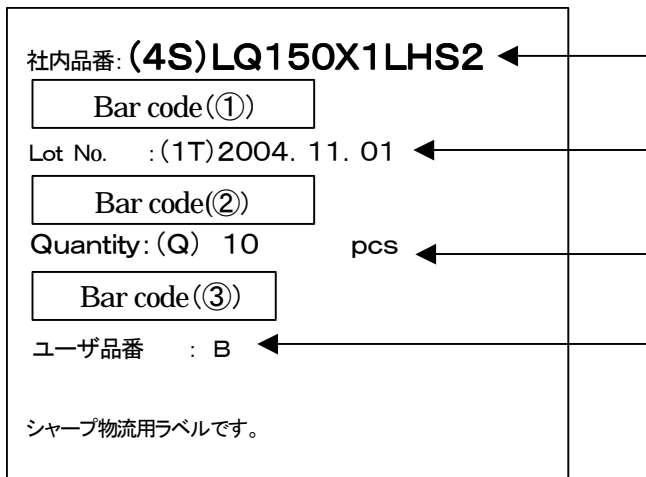 社内品番:(4S)LQ150X1LHS2
Bar code(①)
Lot No. :(1T)2004. 11. 01
Bar code(②)
Quantity:(Q) 10 pcs
Bar code(③)
ユーザ品番 : B
シャープ物流用ラベルです。